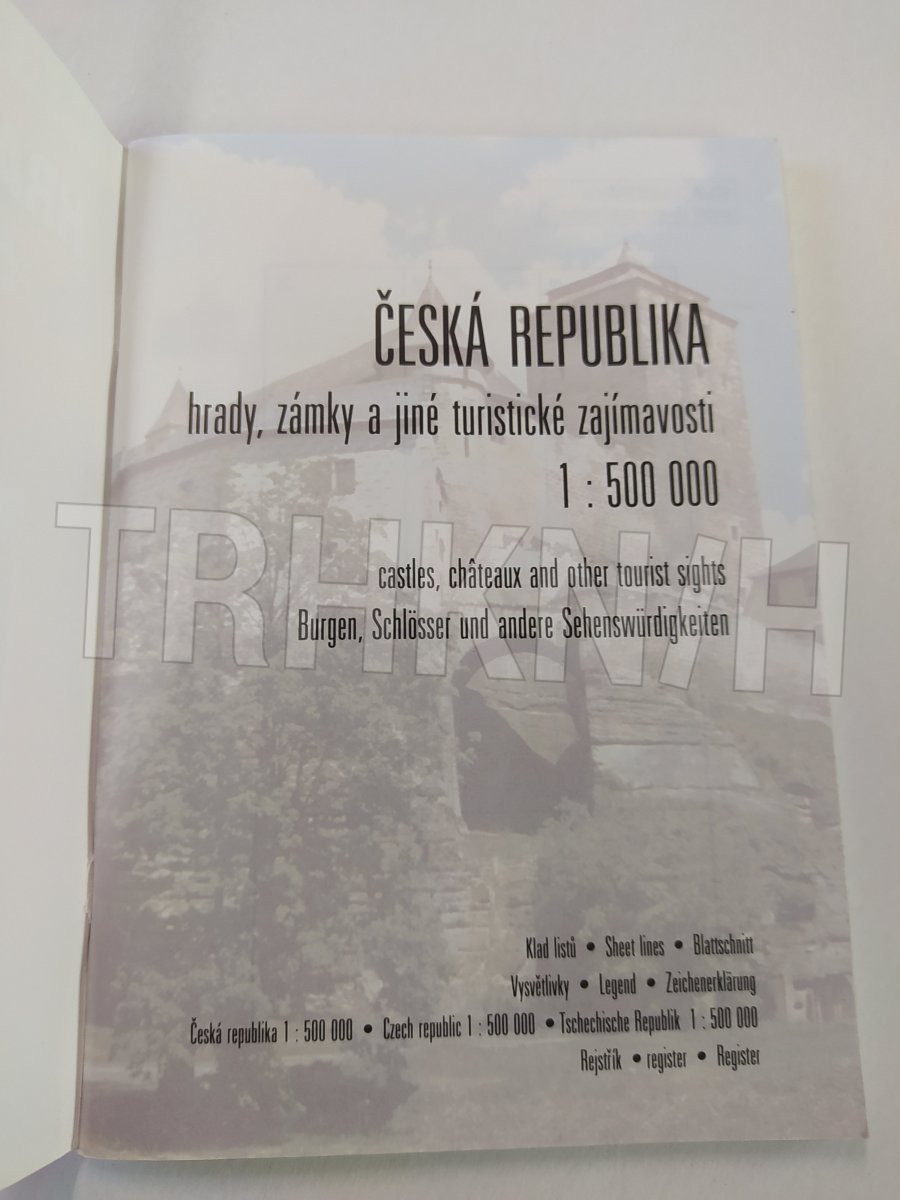 ČESKÁ REPUBLIKA
hrady, zámky a jiné turistické zajímavosti
1 : 500 000
TRHKNIH
castles, châteaux and other tourist sights
Burgen, Schlösser und andere Sehenswürdigkeiten
Klad listů • Sheet lines • Blattschnitt
Vysvětlivky • Legend • Zeichenerklärung
Česká republika 1 : 500 000 • Czech republic 1 : 500 000 • Tschechische Republik 1 : 500 000
Rejstřík • register • Register